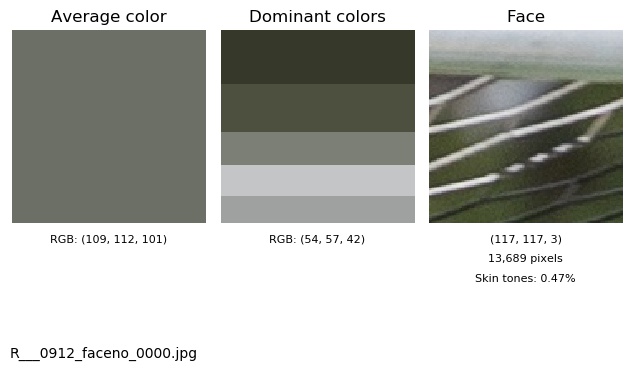 Average color
Dominant colors
Face
RGB: (109, 112, 101)
RGB: (54, 57, 42)
(117, 117, 3)
13,689 pixels
Skin tones: 0.47%
R___0912_faceno_0000.jpg